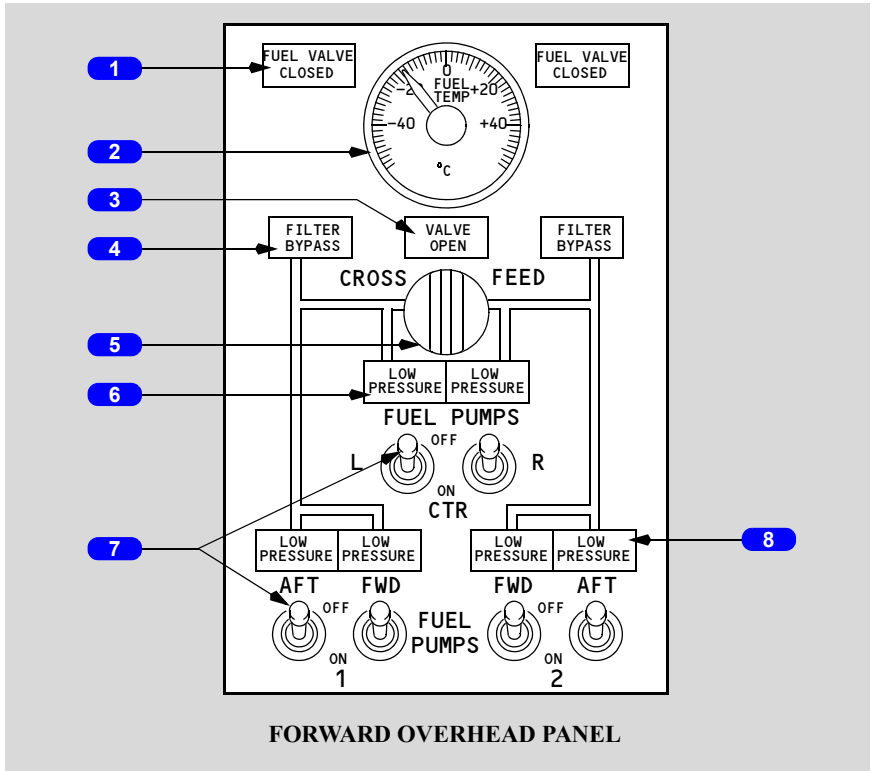 1
FUEL VALVE
CLOSED
FUEL VALVE
CLOSED
0
-20
FUEL
TEMP
+20
-40
+40
°C
2
3
4
FILTER
BYPASS
VALVE
OPEN
FILTER
BYPASS
CROSS
FEED
5
6
LOW
PRESSURE
LOW
PRESSURE
FUEL PUMPS
OFF
L
R
ON
CTR
7
LOW
PRESSURE
LOW
PRESSURE
LOW
PRESSURE
LOW
PRESSURE
8
AFT
FWD
FWD
AFT
OFF
FUEL
PUMPS
OFF
ON
1
ON
2
FORWARD OVERHEAD PANEL